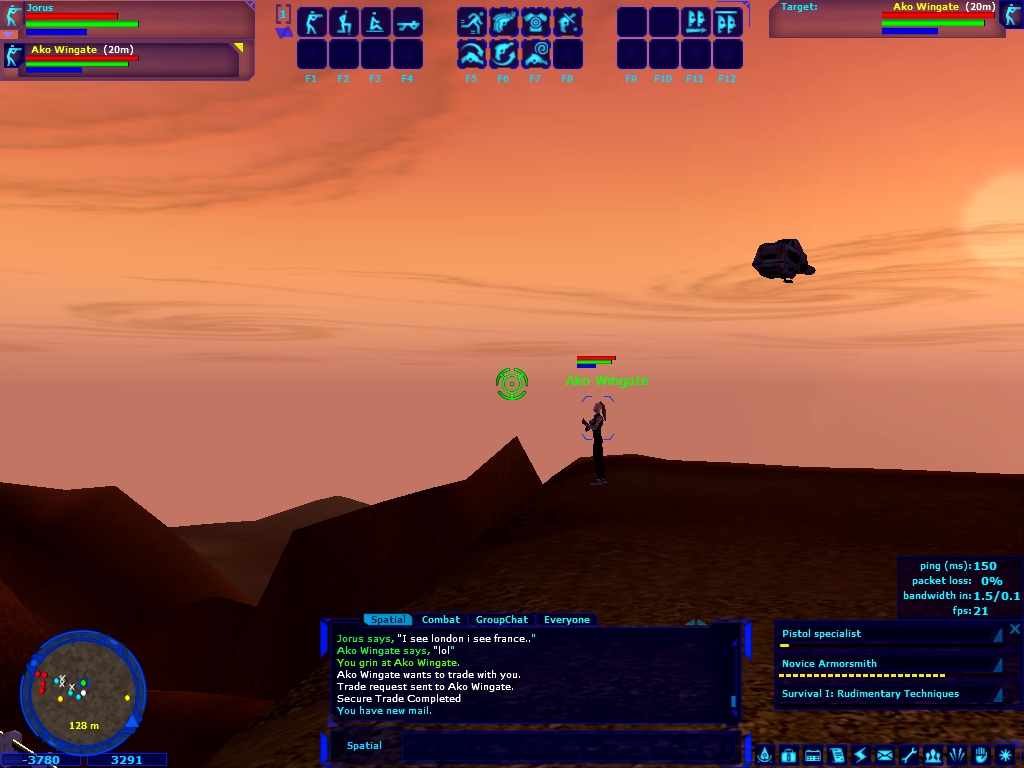 Jorus
Ako Wingate (20m)
1
F1 F2 F3 F4 F5 F6 F7 F8 F9 F10 F11 F12
Target: Ako Wingate (20m)
Ako Wingate
ping (ms): 150
packet loss: 0%
bandwidth in: 1.5/0.1
fps: 21
Spatial Combat GroupChat Everyone
Jorus says, "I see london i see france.."
Ako Wingate says, "lol"
You grin at Ako Wingate.
Ako Wingate wants to trade with you.
Trade request sent to Ako Wingate.
Secure Trade Completed
You have new mail.
Spatial
Pistol specialist
Novice Armorsmith
Survival I: Rudimentary Techniques
128 m
-3780 3291